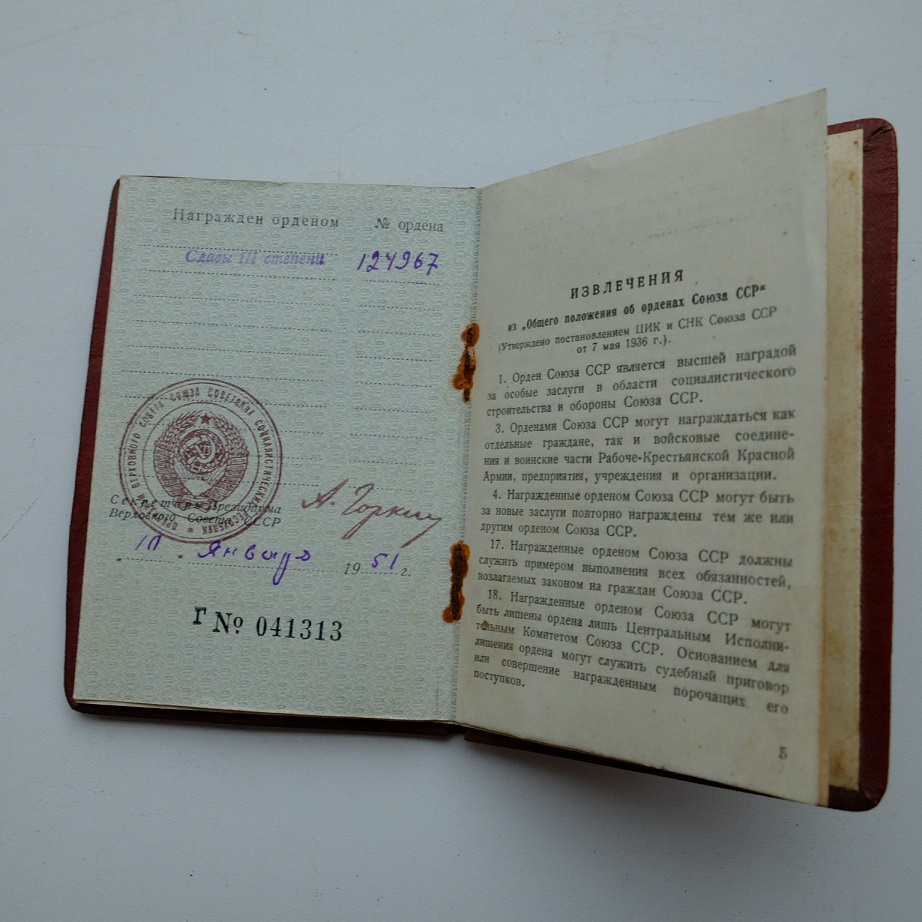 Награжден орденом № ордена
Славы III степени 124967
Секретарь Президиума
Верховного Совета СССР
А. Горкин
января 1951 г.
Г № 041313
ИЗВЛЕЧЕНИЯ
из „Общего положения об орденах Союза ССР“
(Утверждено постановлением ЦИК и СНК Союза ССР
от 7 мая 1936 г.).
1. Орден Союза ССР является высшей наградой
за особые заслуги в области социалистического
строительства и обороны Союза ССР.
3. Орденами Союза ССР могут награждаться как
отдельные граждане, так и войсковые соедине-
ния и воинские части Рабоче-Крестьянской Красной
Армии, предприятия, учреждения и организации.
4. Награжденные орденом Союза ССР могут быть
за новые заслуги повторно награждены тем же или
другим орденом Союза ССР.
17. Награжденные орденом Союза ССР должны
служить примером выполнения всех обязанностей,
возлагаемых законом на граждан Союза ССР.
18. Награжденные орденом Союза ССР могут
быть лишены ордена лишь Центральным Исполни-
тельным Комитетом Союза ССР. Основанием для
лишения ордена могут служить судебный приговор
или совершение награжденным порочащих его
поступков.
5